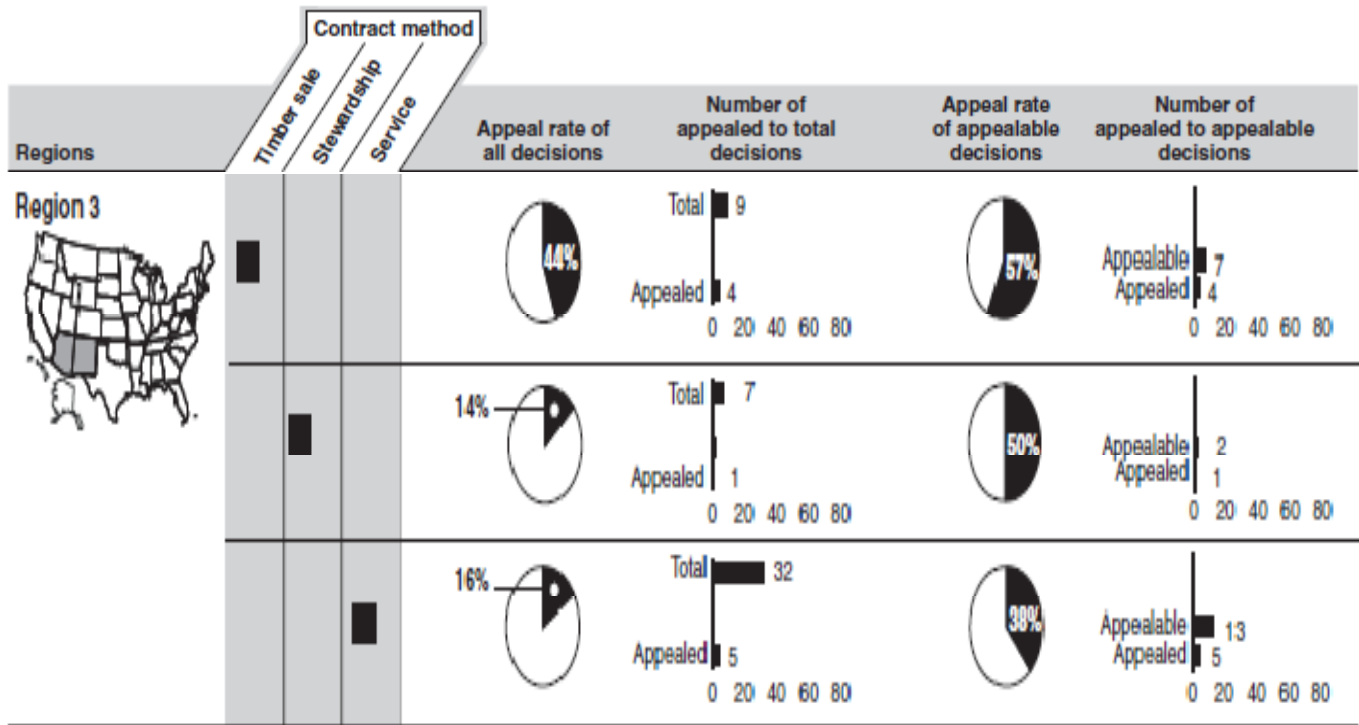 Contract method
Timber sale
Stewardship
Service
Regions
Appeal rate of
all decisions
Number of
appealed to total
decisions
Appeal rate
of appealable
decisions
Number of
appealed to appealable
decisions
Region 3
44%
Total 9
Appealed 4
0 20 40 60 80
57%
Appealable 7
Appealed 4
0 20 40 60 80
14%
Total 7
Appealed 1
0 20 40 60 80
50%
Appealable 2
Appealed 1
0 20 40 60 80
16%
Total 32
Appealed 5
0 20 40 60 80
38%
Appealable 13
Appealed 5
0 20 40 60 80